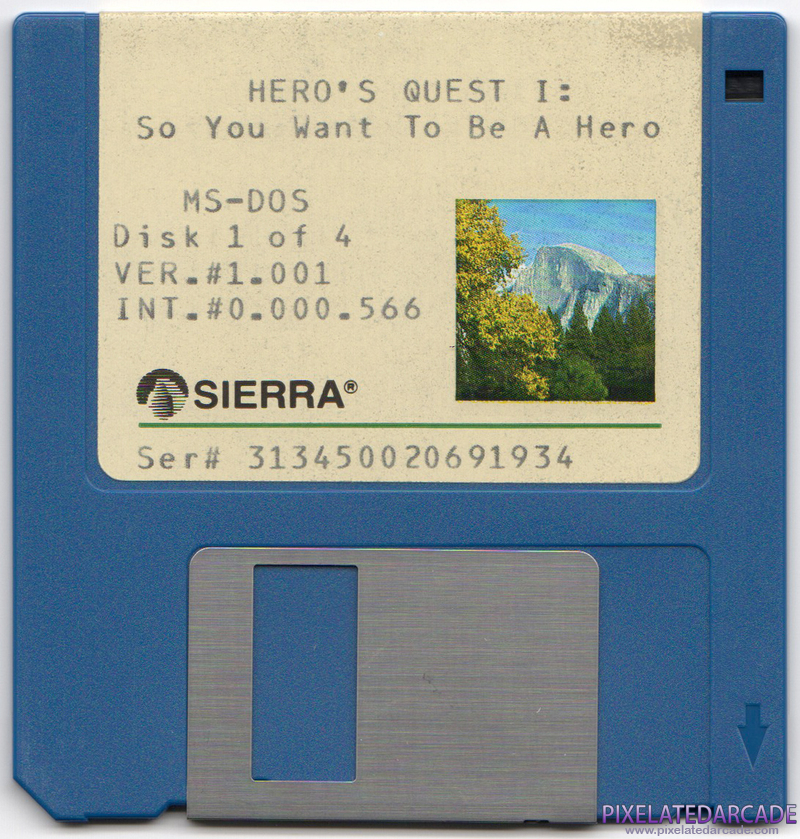 HERO'S QUEST I:
So You Want To Be A Hero
MS-DOS
Disk 1 of 4
VER.#1.001
INT.#0.000.566
SIERRA®
Ser# 313450020691934
PIXELATEDARCADE
www.pixelatedarcade.com